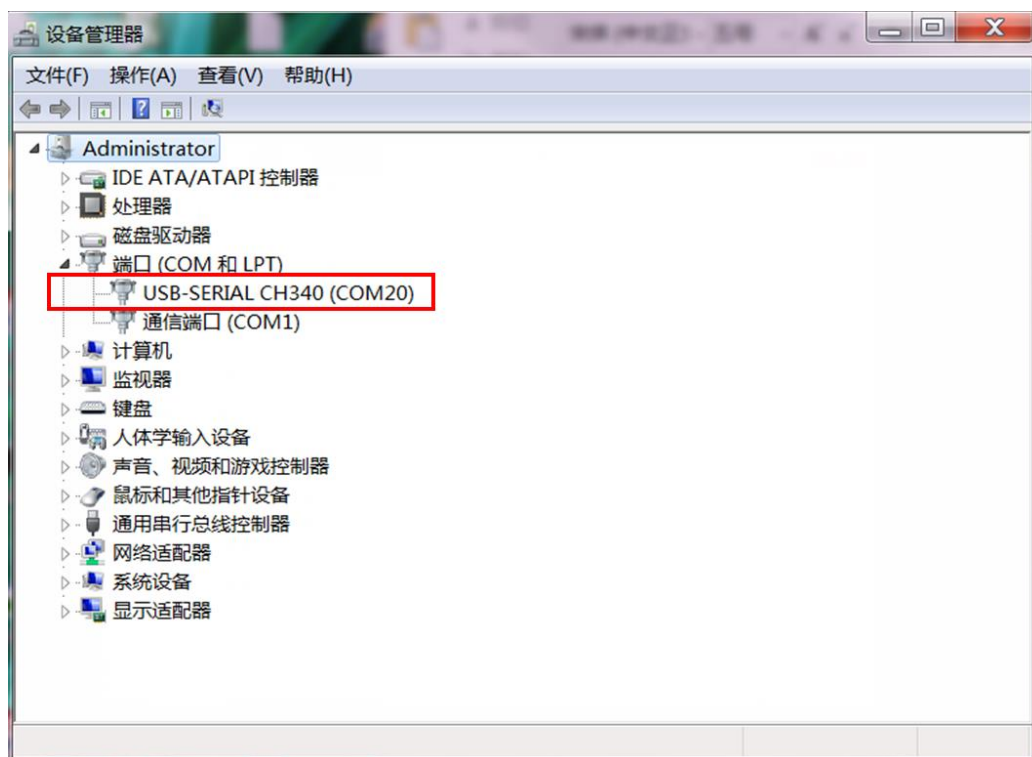 设备管理器
文件(F) 操作(A) 查看(V) 帮助(H)
Administrator
IDE ATA/ATAPI 控制器
处理器
磁盘驱动器
端口 (COM 和 LPT)
USB-SERIAL CH340 (COM20)
通信端口 (COM1)
计算机
监视器
键盘
人体学输入设备
声音、视频和游戏控制器
鼠标和其他指针设备
通用串行总线控制器
网络适配器
系统设备
显示适配器